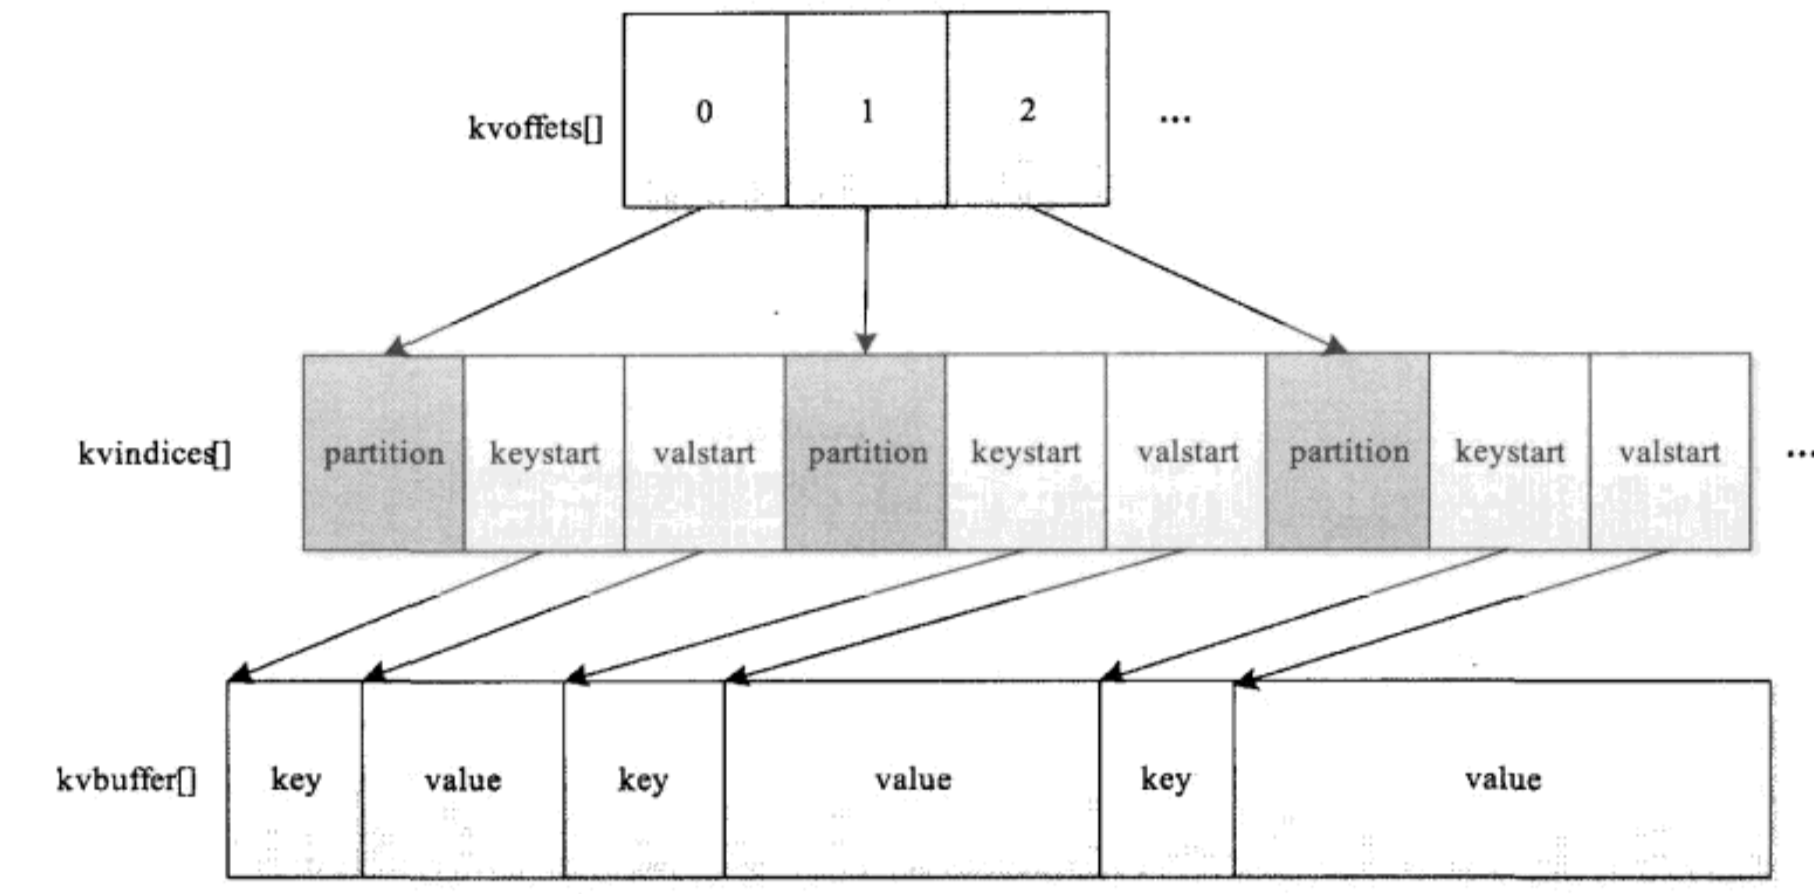 kvoffets[] 0 1 2 ...
kvindices[] partition keystart valstart partition keystart valstart partition keystart valstart ...
kvbuffer[] key value key value key value